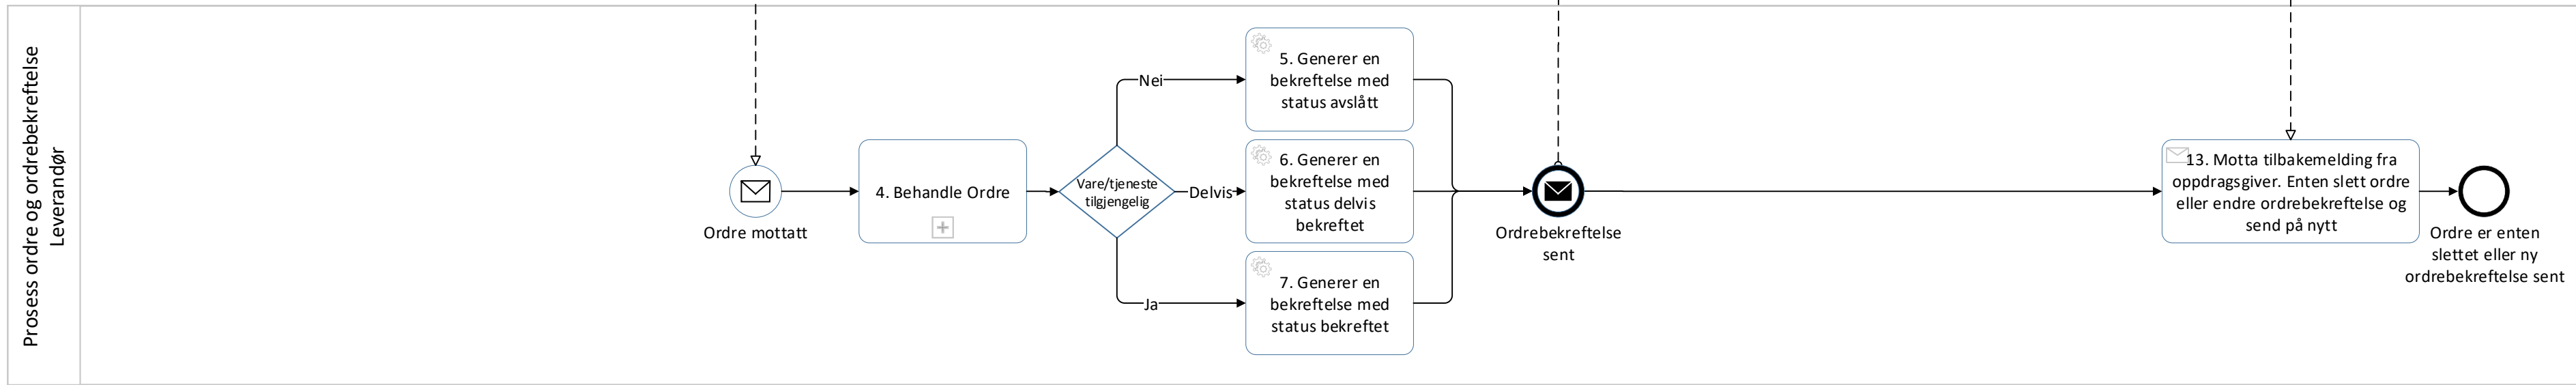 Prosess ordre og ordrebekreftelse
Leverandør
Ordre mottatt
4. Behandle Ordre
Vare/tjeneste
tilgjengelig
Nei
Delvis
Ja
5. Generer en
bekreftelse med
status avslått
6. Generer en
bekreftelse med
status delvis
bekreftet
7. Generer en
bekreftelse med
status bekreftet
Ordrebekreftelse
sent
13. Motta tilbakemelding fra
oppdragsgiver. Enten slett ordre
eller endre ordrebekreftelse og
send på nytt
Ordre er enten
slettet eller ny
ordrebekreftelse sent